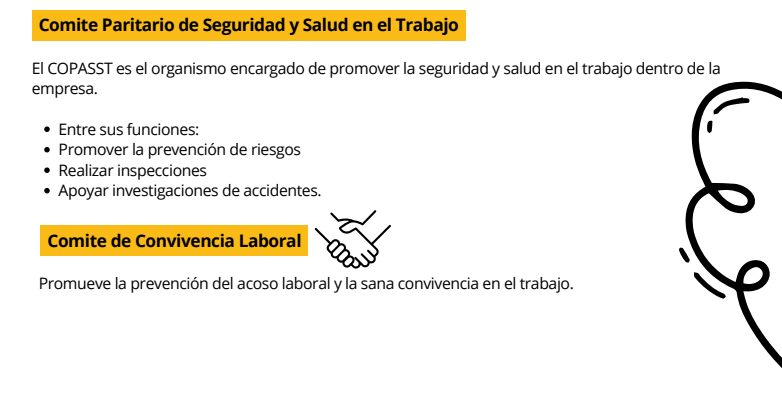 Comite Paritario de Seguridad y Salud en el Trabajo
El COPASST es el organismo encargado de promover la seguridad y salud en el trabajo dentro de la
empresa.
• Entre sus funciones:
• Promover la prevención de riesgos
• Realizar inspecciones
• Apoyar investigaciones de accidentes.
Comite de Convivencia Laboral
Promueve la prevención del acoso laboral y la sana convivencia en el trabajo.